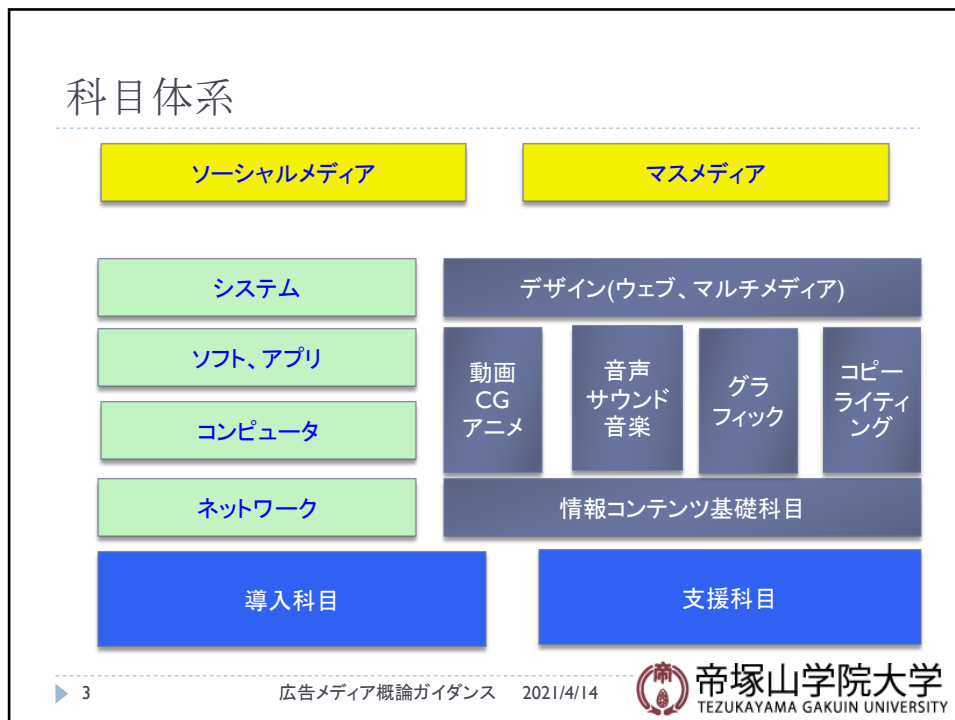 科目体系
ソーシャルメディア
マスメディア
システム
デザイン(ウェブ、マルチメディア)
ソフト、アプリ
動画
CG
アニメ
音声
サウンド
音楽
グラ
フィック
コピー
ライティ
ング
コンピュータ
ネットワーク
情報コンテンツ基礎科目
導入科目
支援科目
3
広告メディア概論ガイダンス 2021/4/14
帝塚山学院大学
TEZUKAYAMA GAKUIN UNIVERSITY